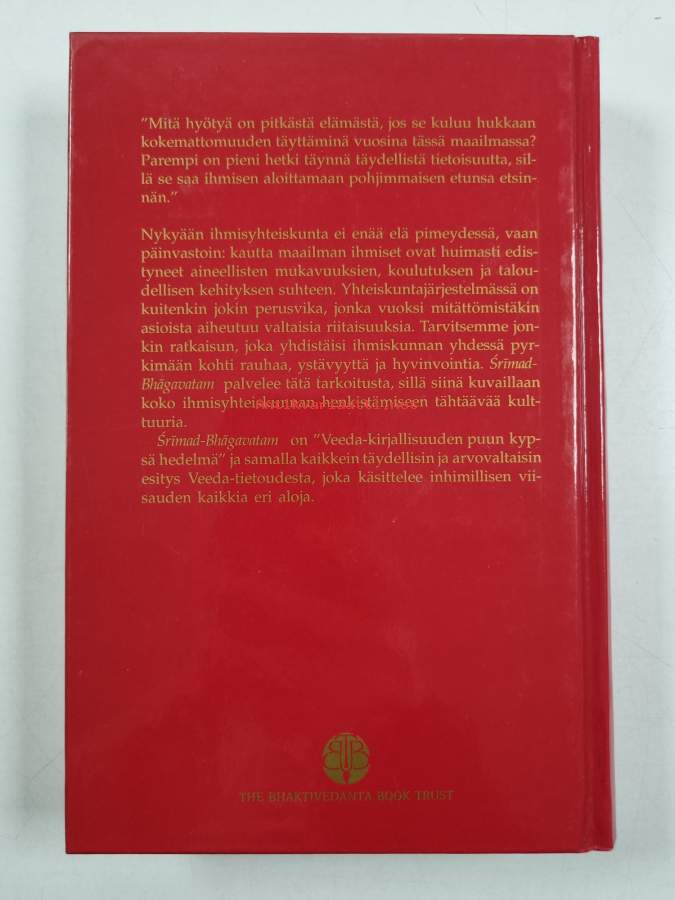 ”Mitä hyötyä on pitkästä elämästä, jos se kuluu hukkaan
kokemattomuuden täyttäminä vuosina tässä maailmassa?
Parempi on pieni hetki täynnä täydellistä tietoisuutta, sil-
lä se saa ihmisen aloittamaan pohjimmaisen etunsa etsin-
nän.”
Nykyään ihmisyhteiskunta ei enää elä pimeydessä, vaan
päinvastoin: kautta maailman ihmiset ovat huimasti edis-
tyneet aineellisten mukavuuksien, koulutuksen ja talou-
dellisen kehityksen suhteen. Yhteiskuntajärjestelmässä on
kuitenkin jokin perusvika, jonka vuoksi mitättömistäkin
asioista aiheutuu valtaisia riitaisuuksia. Tarvitsemme jon-
kin ratkaisun, joka yhdistäisi ihmiskunnan yhdessä pyr-
kimään kohti rauhaa, ystävyyttä ja hyvinvointia. Śrīmad-
Bhāgavatam palvelee tätä tarkoitusta, sillä siinä kuvaillaan
koko ihmisyhteiskunnan henkistämiseen tähtäävää kult-
tuuria.
Śrīmad-Bhāgavatam on ”Veeda-kirjallisuuden puun kyp-
sä hedelmä” ja samalla kaikkein täydellisin ja arvovaltaisin
esitys Veeda-tietoudesta, joka käsittelee inhimillisen vii-
sauden kaikkia eri aloja.
BBT
THE BHAKTIVEDANTA BOOK TRUST